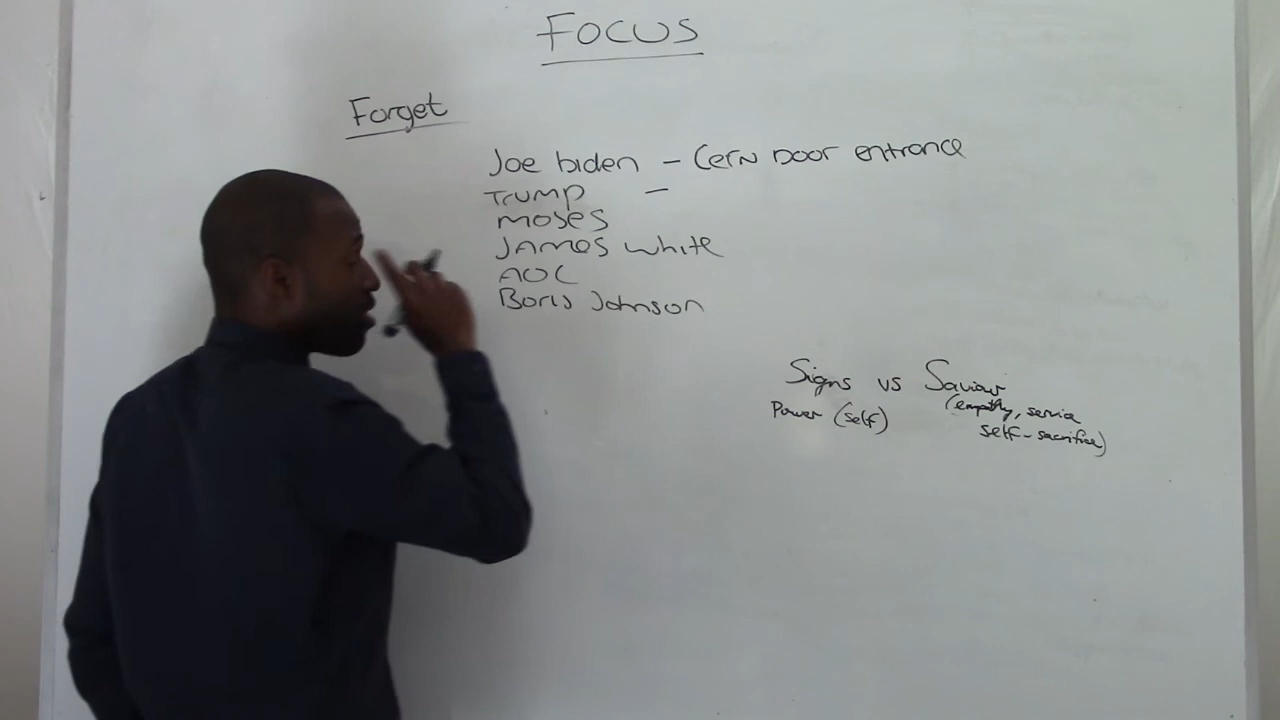 FOCUS
Forget
Joe biden - Cern Door entrance
Trump -
Moses
James white
AOC
Boris Johnson
Signs vs Saviour
Power (self)
(empathy, service
self-sacrifice)